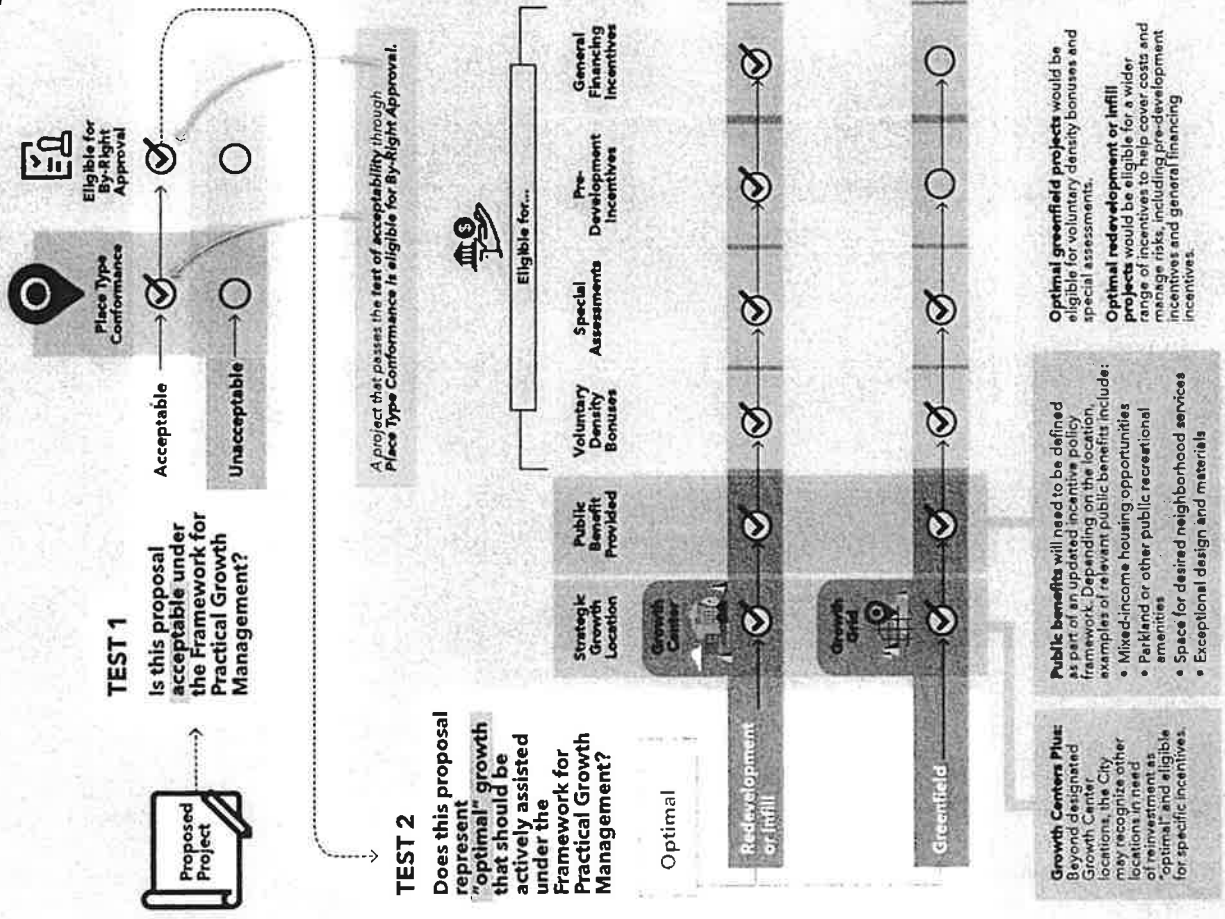 Proposed
Project
TEST 1
Is this proposal
acceptable under
the Framework for
Practical Growth
Management?
Place Type
Conformance
Eligible for
By-Right
Approval
Acceptable
Unacceptable
A project that passes the test of acceptability through
Place Type Conformance is eligible for By-Right Approval.
TEST 2
Does this proposal
represent
"optimal" growth
that should be
actively assisted
under the
Framework for
Practical Growth
Management?
Eligible for...
Strategic
Growth
Location
Public
Benefit
Provided
Voluntary
Density
Bonuses
Special
Assessments
Pre-
Development
Incentives
General
Financing
Incentives
Optimal
Growth
Center
Redevelopment
or Infill
Growth
Grid
Greenfield
Growth Centers Plus:
Beyond designated
Growth Center
locations, the City
may recognize other
locations in need
of reinvestment as
"optimal" and eligible
for specific incentives.
Public benefits will need to be defined
as part of an updated incentive policy
framework. Depending on the location,
examples of relevant public benefits include:
• Mixed-income housing opportunities
• Parkland or other public recreational
amenities
• Space for desired neighborhood services
• Exceptional design and materials
Optimal greenfield projects would be
eligible for voluntary density bonuses and
special assessments.
Optimal redevelopment or infill
projects would be eligible for a wider
range of incentives to help cover costs and
manage risks, including pre-development
incentives and general financing
incentives.